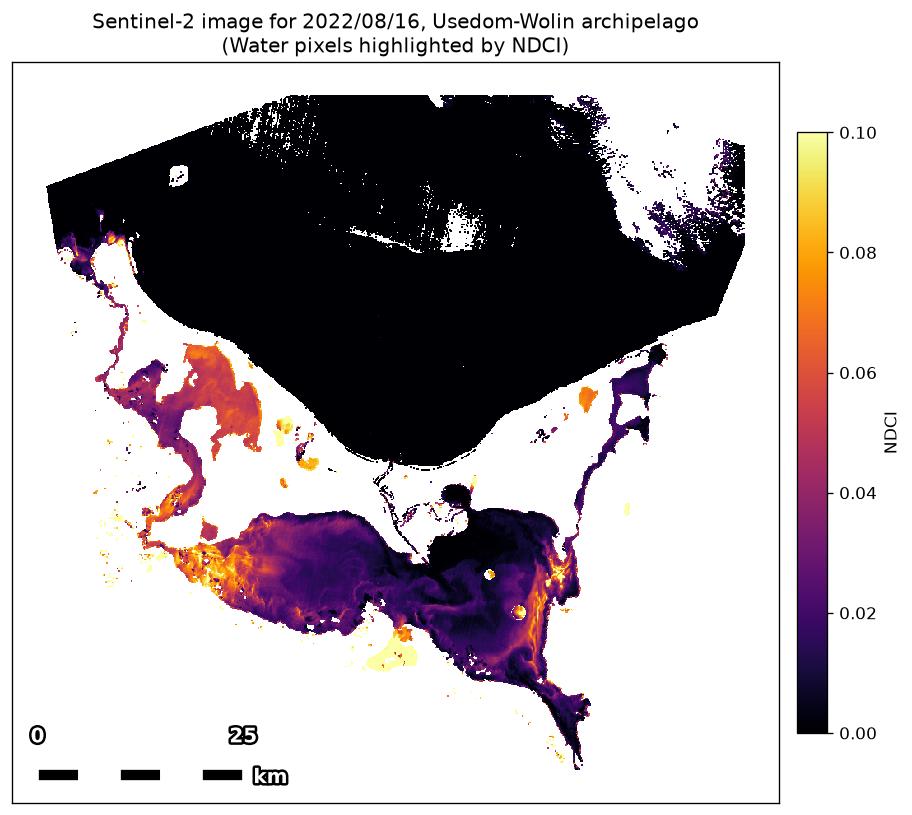 Sentinel-2 image for 2022/08/16, Usedom-Wolin archipelago
(Water pixels highlighted by NDCI)
0.10
0.08
0.06
0.04
0.02
0.00
NDCI
0 25
km